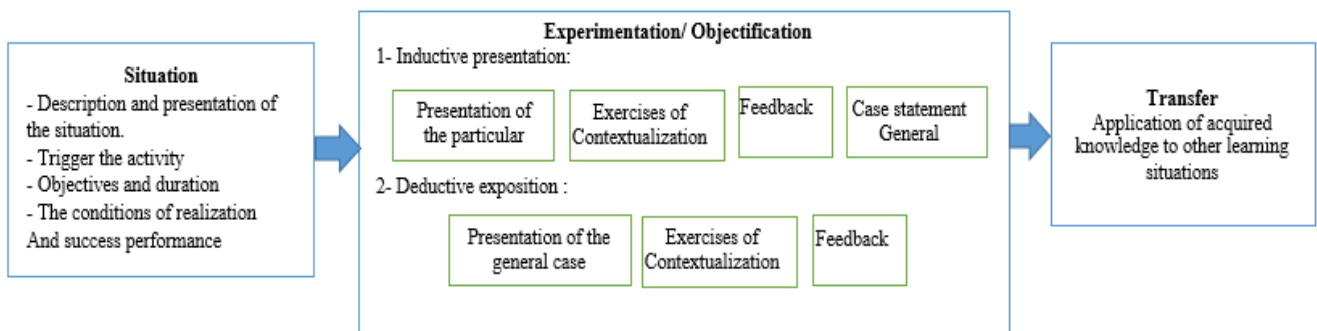 Situation
- Description and presentation of
the situation.
- Trigger the activity
- Objectives and duration
- The conditions of realization
And success performance
Experimentation/ Objectification
1- Inductive presentation:
Presentation of
the particular
Exercises of
Contextualization
Feedback
Case statement
General
2- Deductive exposition :
Presentation of the
general case
Exercises of
Contextualization
Feedback
Transfer
Application of acquired
knowledge to other learning
situations